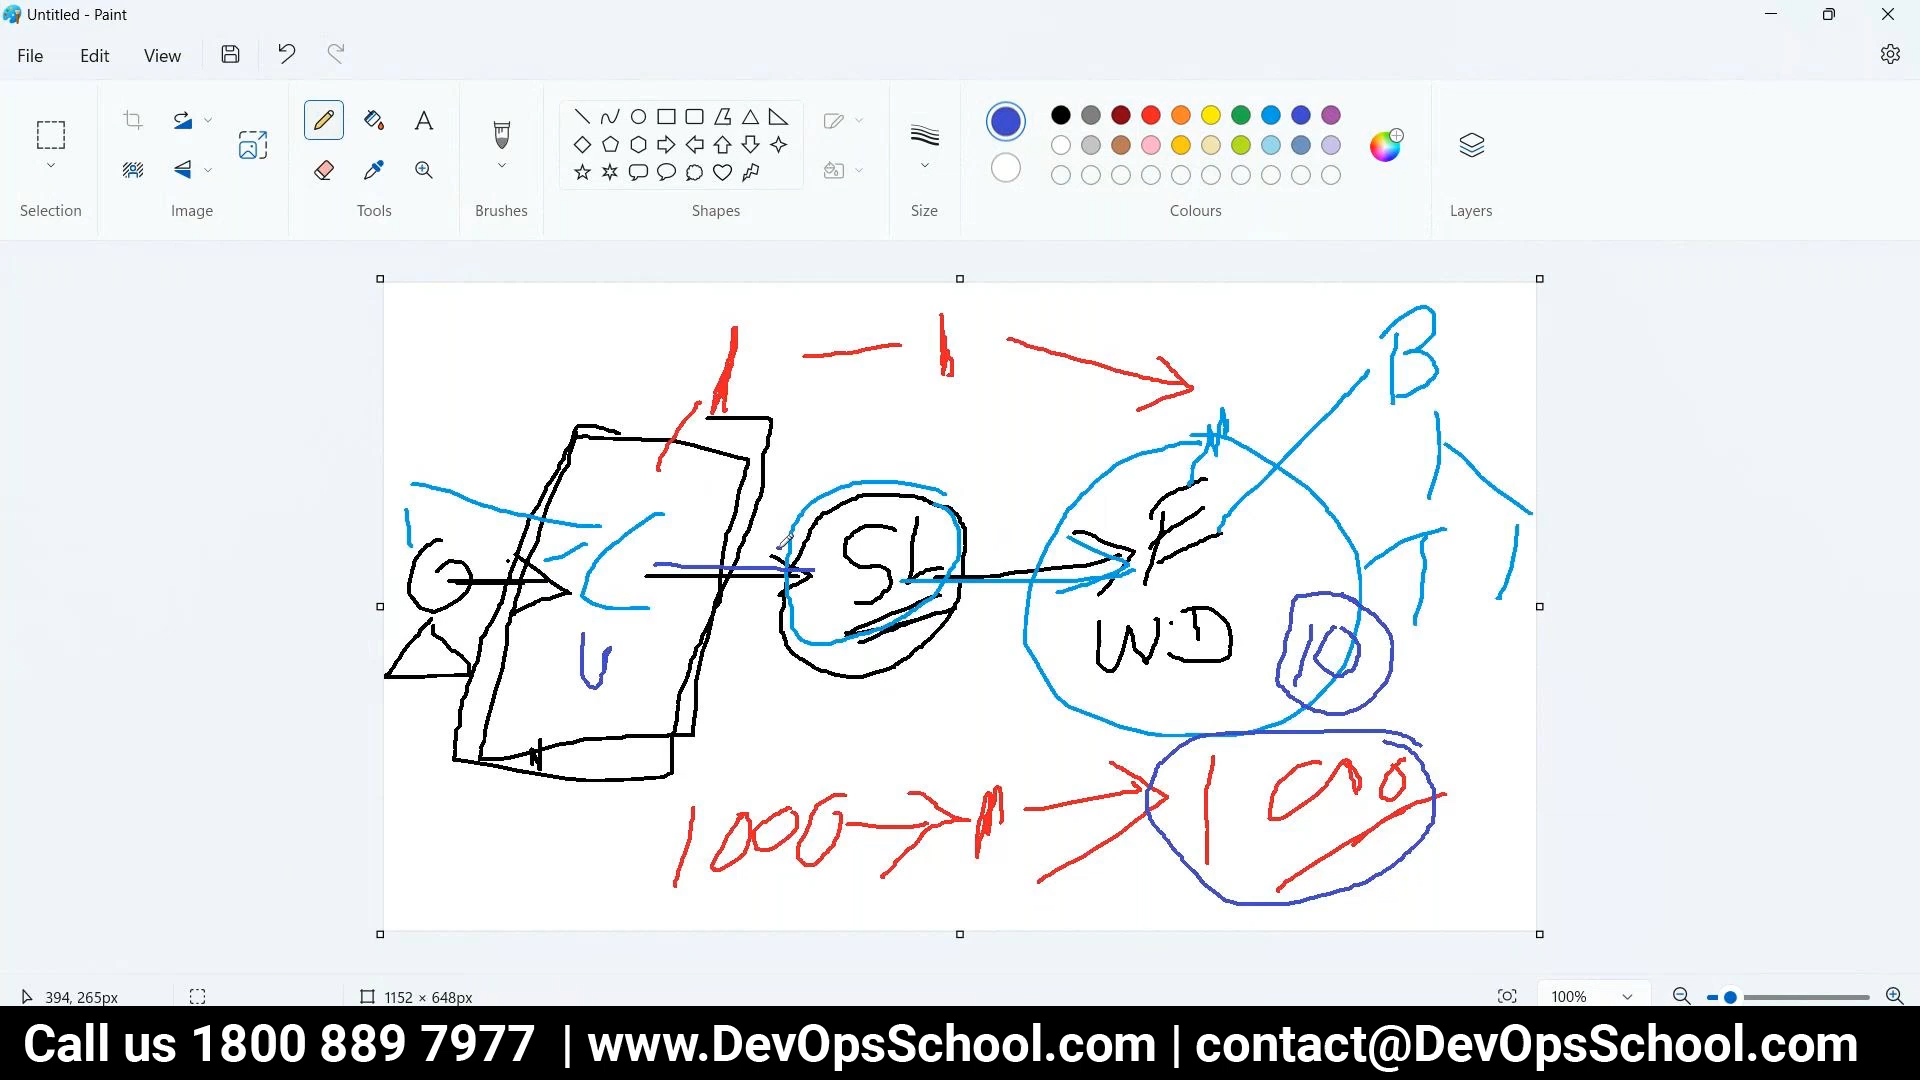 Untitled - Paint
File Edit View
Selection Image Tools Brushes Shapes Size Colours Layers
B
SL
WD
U
10
1000
394, 265px 1152 × 648px 100%
Call us 1800 889 7977 | www.DevOpsSchool.com | contact@DevOpsSchool.com